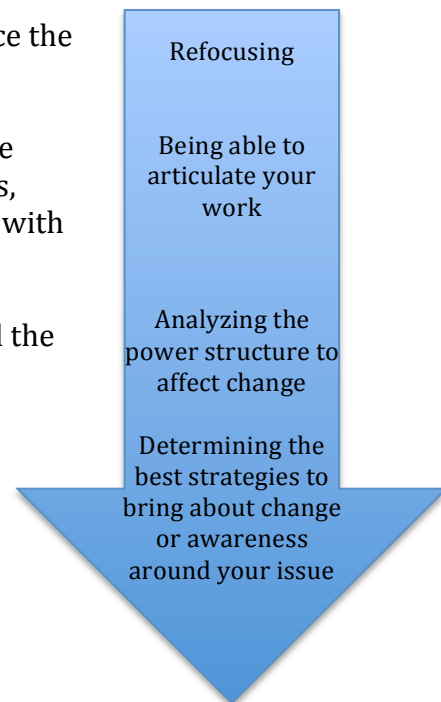 ce the
e
s,
with
l the
Refocusing
Being able to
articulate your
work
Analyzing the
power structure to
affect change
Determining the
best strategies to
bring about change
or awareness
around your issue